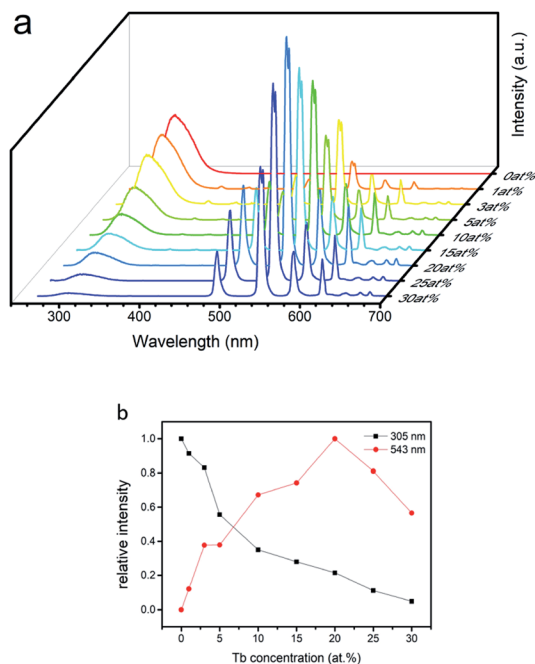 a
Intensity (a.u.)
0at%
1at%
3at%
5at%
10at%
15at%
20at%
25at%
30at%
300 400 500 600 700
Wavelength (nm)
b
305 nm
543 nm
1.0
0.8
0.6
0.4
0.2
0.0
relative intensity
0 5 10 15 20 25 30
Tb concentration (at.%)